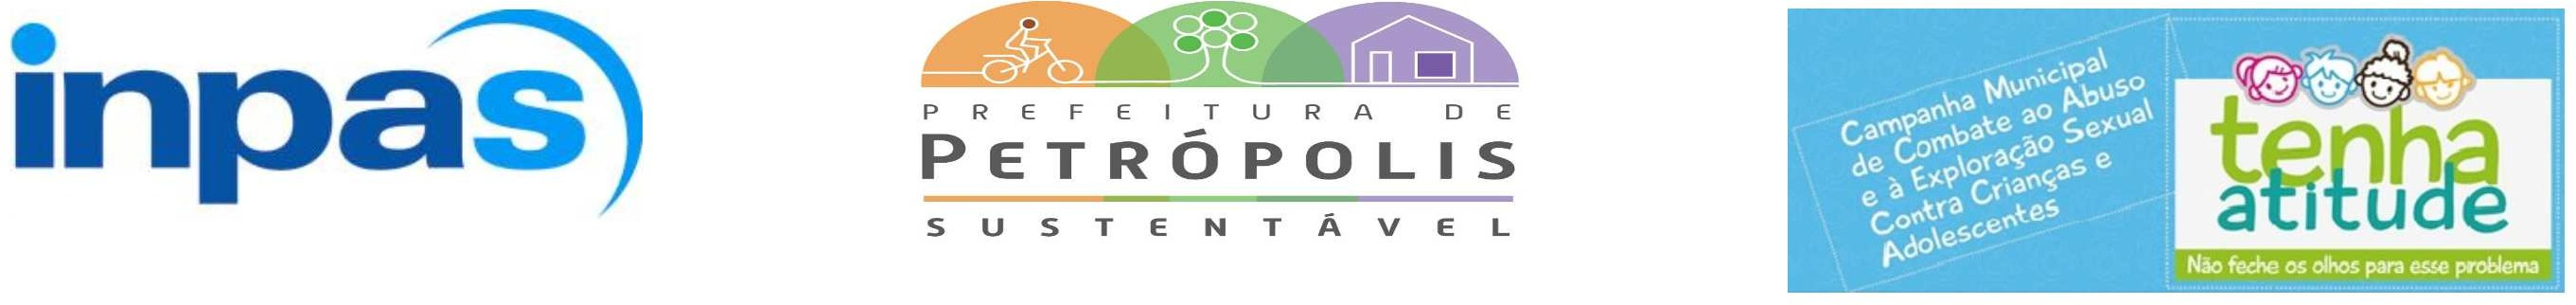 inpas
PREFEITURA DE
PETRÓPOLIS
SUSTENTÁVEL
Campanha Municipal
de Combate ao Abuso
e à Exploração Sexual
Contra Crianças e
Adolescentes
tenha
atitude
Não feche os olhos para esse problema